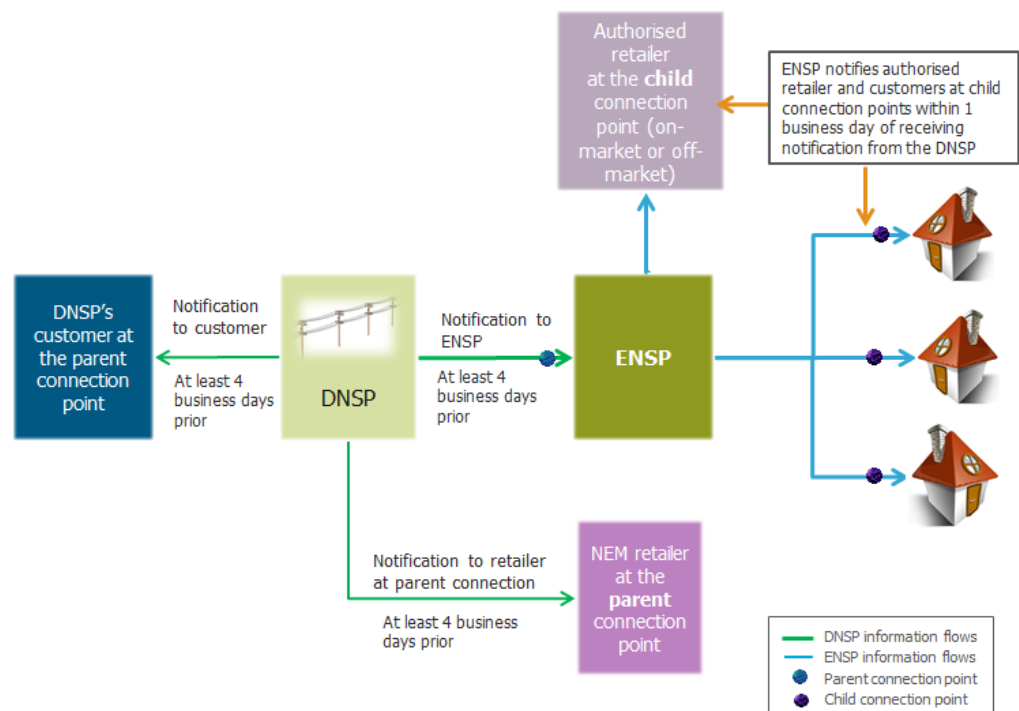 Authorised
retailer
at the child
connection
point (on-
market or off-
market)
ENSP notifies authorised
retailer and customers at child
connection points within 1
business day of receiving
notification from the DNSP
DNSP's
customer at
the parent
connection
point
Notification
to customer
At least 4
business days
prior
DNSP
Notification to
ENSP
At least 4
business days
prior
ENSP
Notification to retailer
at parent connection
At least 4 business
days prior
NEM retailer
at the
parent
connection
point
DNSP information flows
ENSP information flows
Parent connection point
Child connection point